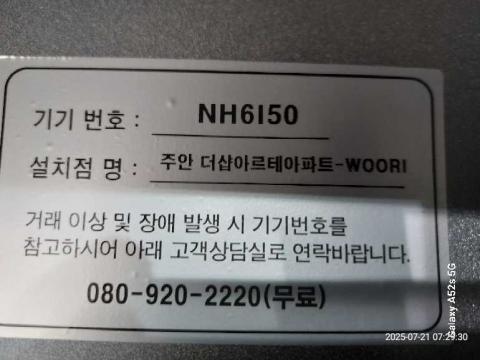 기기 번호 : NH6I50
설치점 명 : 주안 더샵아르테아파트-WOORI
거래 이상 및 장애 발생 시 기기번호를
참고하시어 아래 고객상담실로 연락바랍니다.
080-920-2220(무료)
Galaxy A52s 5G
2025-07-21 07:29:30